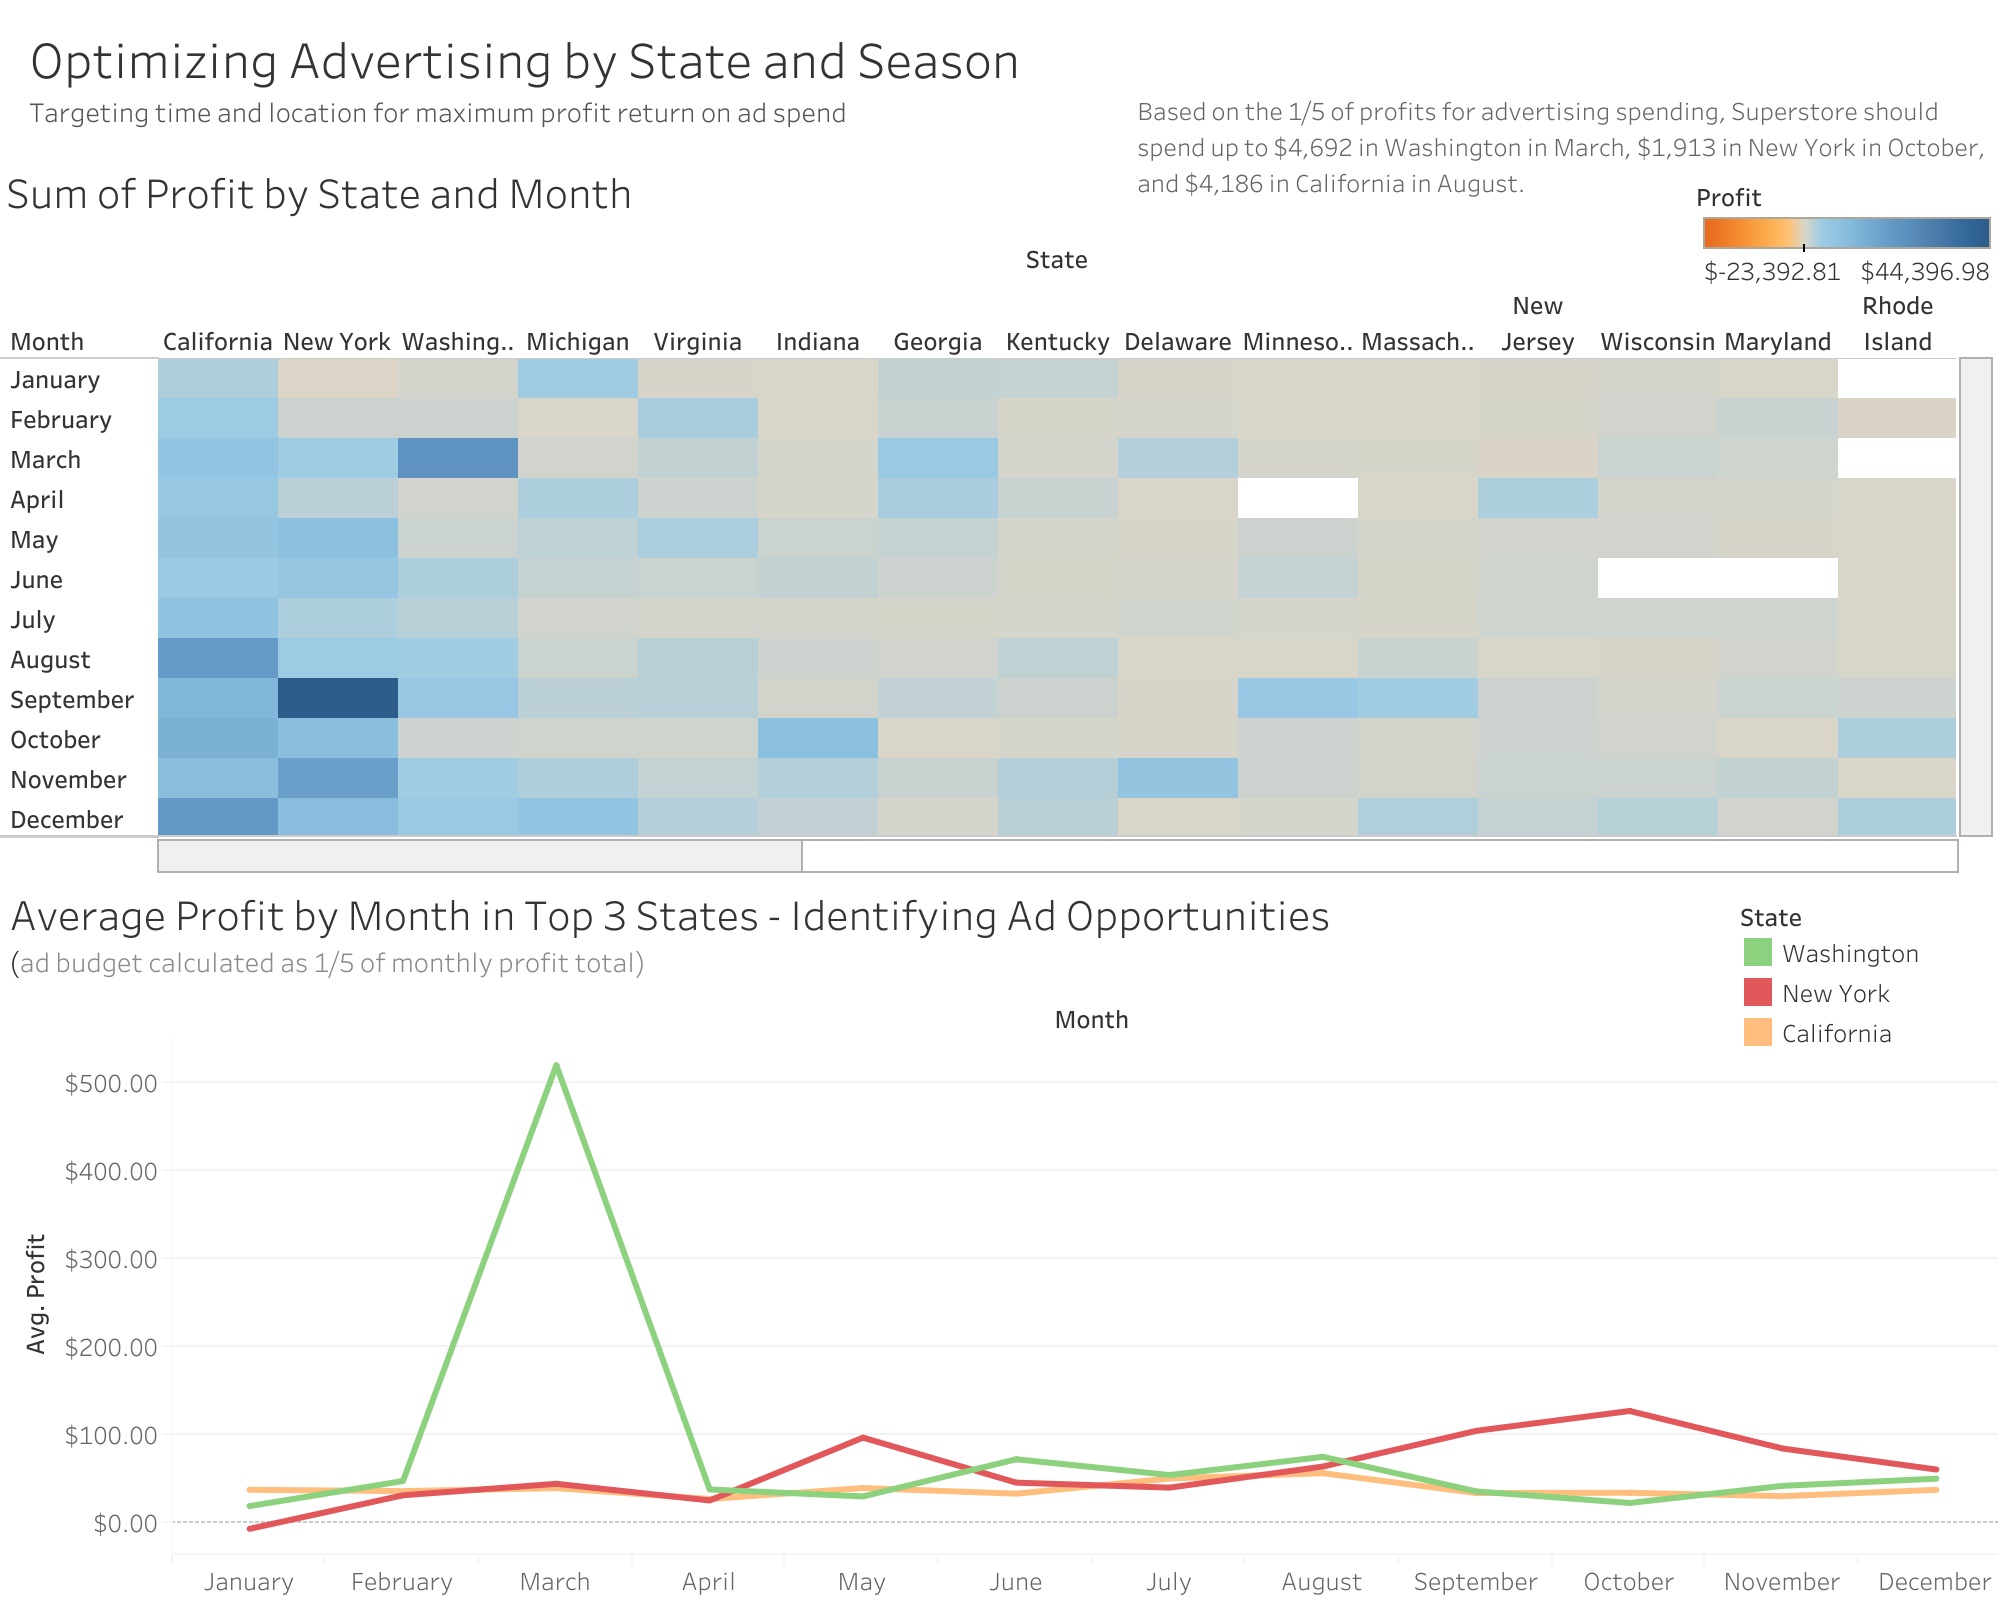 Optimizing Advertising by State and Season
Targeting time and location for maximum profit return on ad spend
Based on the 1/5 of profits for advertising spending, Superstore should
spend up to $4,692 in Washington in March, $1,913 in New York in October,
and $4,186 in California in August.
Sum of Profit by State and Month
Profit
$-23,392.81 $44,396.98
State
Month California New York Washing.. Michigan Virginia Indiana Georgia Kentucky Delaware Minneso.. Massach.. New Jersey Wisconsin Maryland Rhode Island
January
February
March
April
May
June
July
August
September
October
November
December
Average Profit by Month in Top 3 States - Identifying Ad Opportunities
(ad budget calculated as 1/5 of monthly profit total)
State
Washington
New York
California
Month
$500.00
$400.00
$300.00
$200.00
$100.00
$0.00
Avg. Profit
January February March April May June July August September October November December